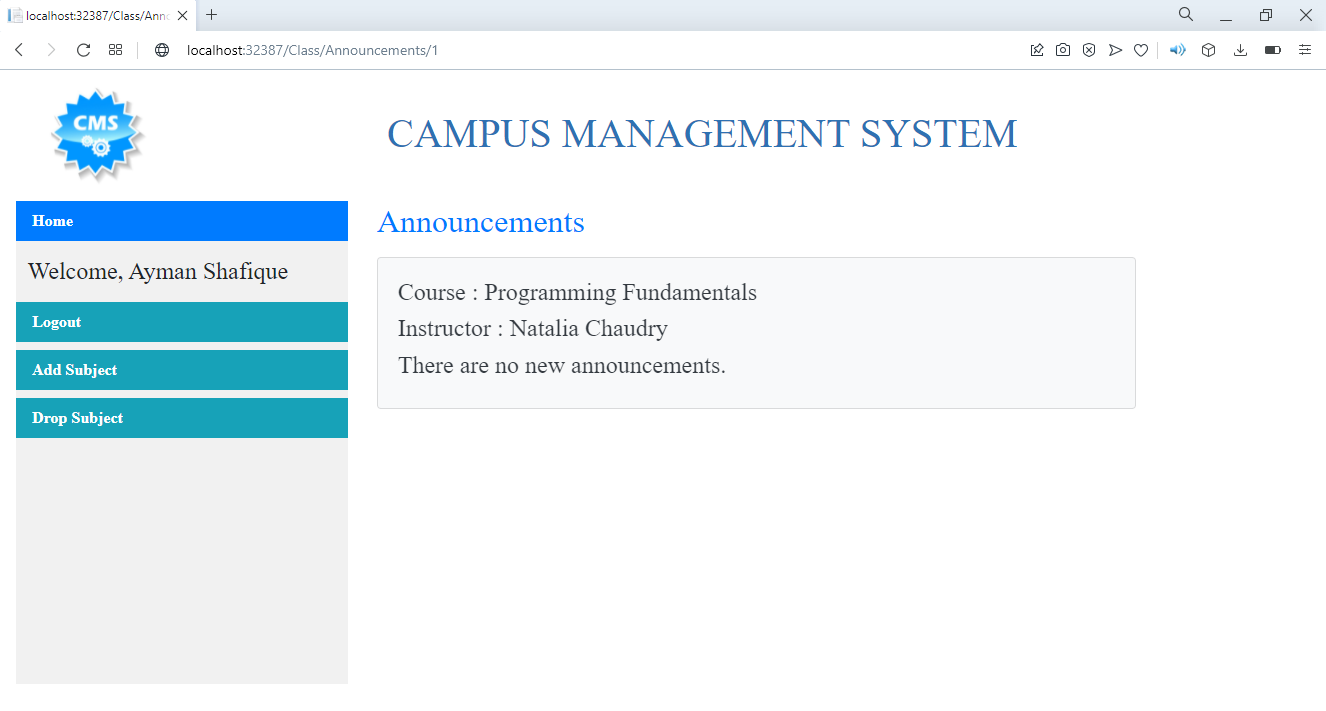 localhost:32387/Class/Ann
localhost:32387/Class/Announcements/1
CMS
CAMPUS MANAGEMENT SYSTEM
Home
Welcome, Ayman Shafique
Logout
Add Subject
Drop Subject
Announcements
Course : Programming Fundamentals
Instructor : Natalia Chaudry
There are no new announcements.